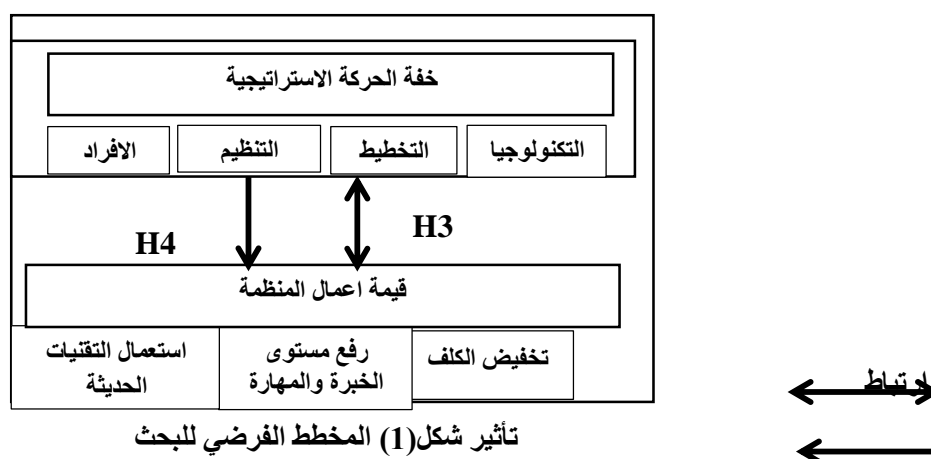 خفة الحركة الاستراتيجية
التكنولوجيا
التخطيط
التنظيم
الافراد
H3
H4
قيمة اعمال المنظمة
تخفيض الكلف
رفع مستوى
الخبرة والمهارة
استعمال التقنيات
الحديثة
ارتباط
تأثير شكل(1) المخطط الفرضي للبحث